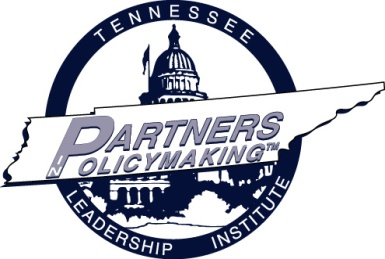 TENNESSEE
PARTNERS
IN POLICYMAKING™
LEADERSHIP INSTITUTE